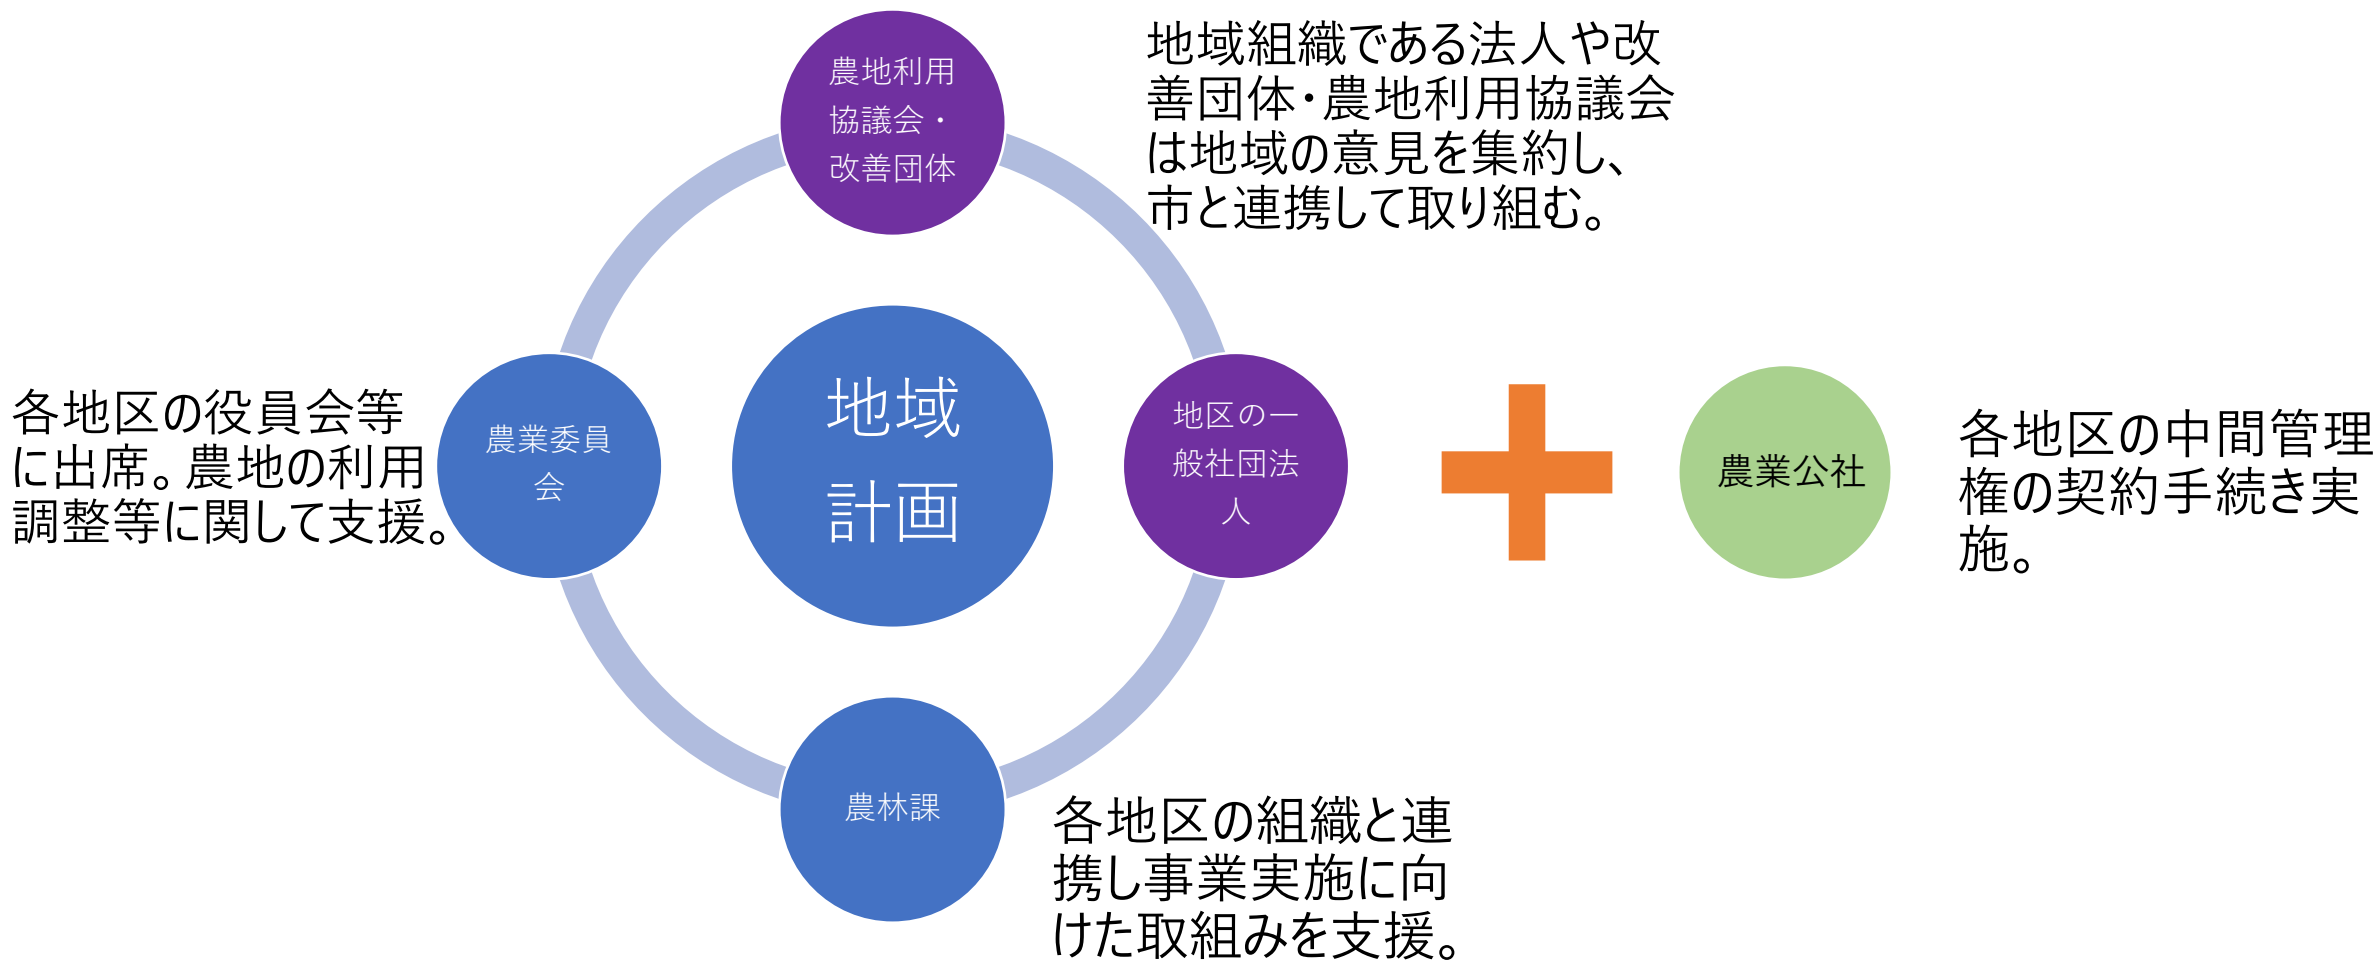 農地利用
協議会・
改善団体
地域組織である法人や改
善団体・農地利用協議会
は地域の意見を集約し、
市と連携して取り組む。
各地区の役員会等
に出席。農地の利用
調整等に関して支援。
農業委員
会
地域
計画
地区の一
般社団法
人
農業公社
各地区の中間管理
権の契約手続き実
施。
農林課
各地区の組織と連
携し事業実施に向
けた取組みを支援。